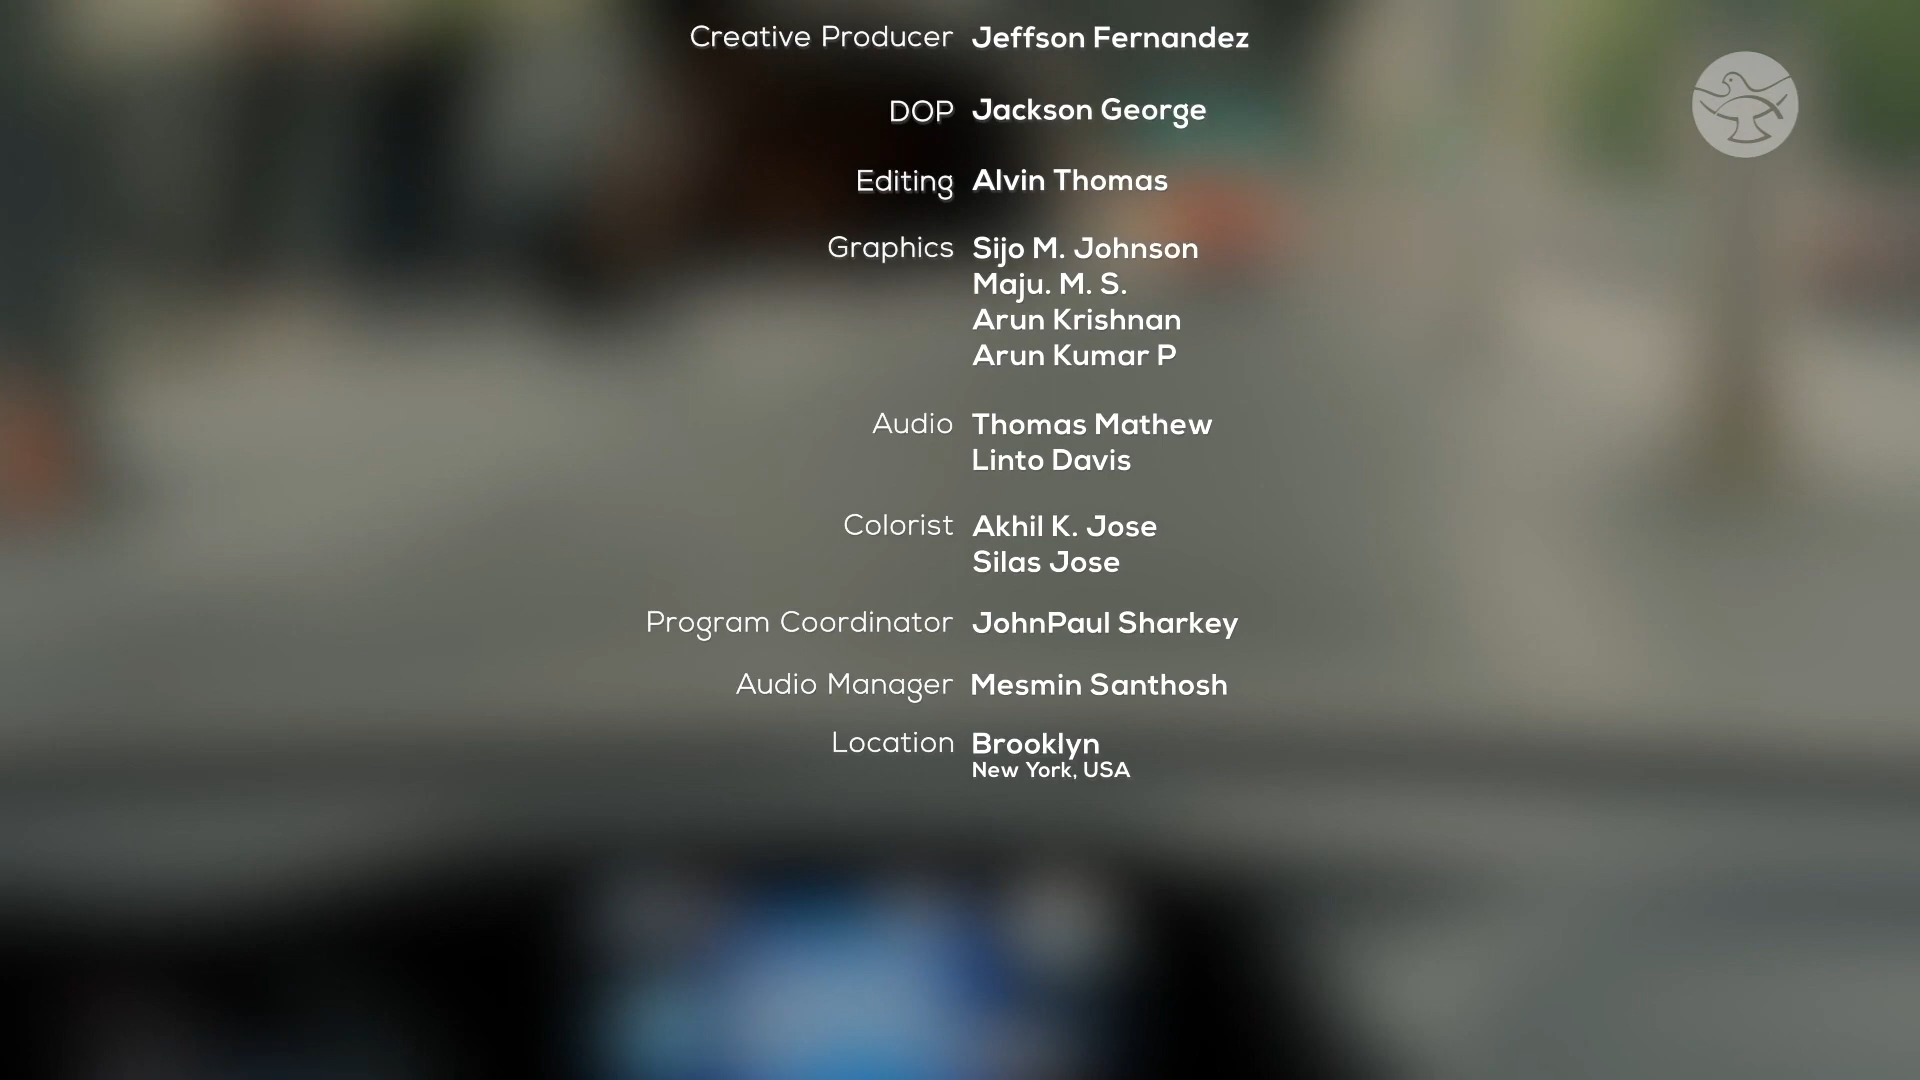 Creative Producer Jeffson Fernandez
DOP Jackson George
Editing Alvin Thomas
Graphics Sijo M. Johnson
Maju. M. S.
Arun Krishnan
Arun Kumar P
Audio Thomas Mathew
Linto Davis
Colorist Akhil K. Jose
Silas Jose
Program Coordinator JohnPaul Sharkey
Audio Manager Mesmin Santhosh
Location Brooklyn
New York, USA